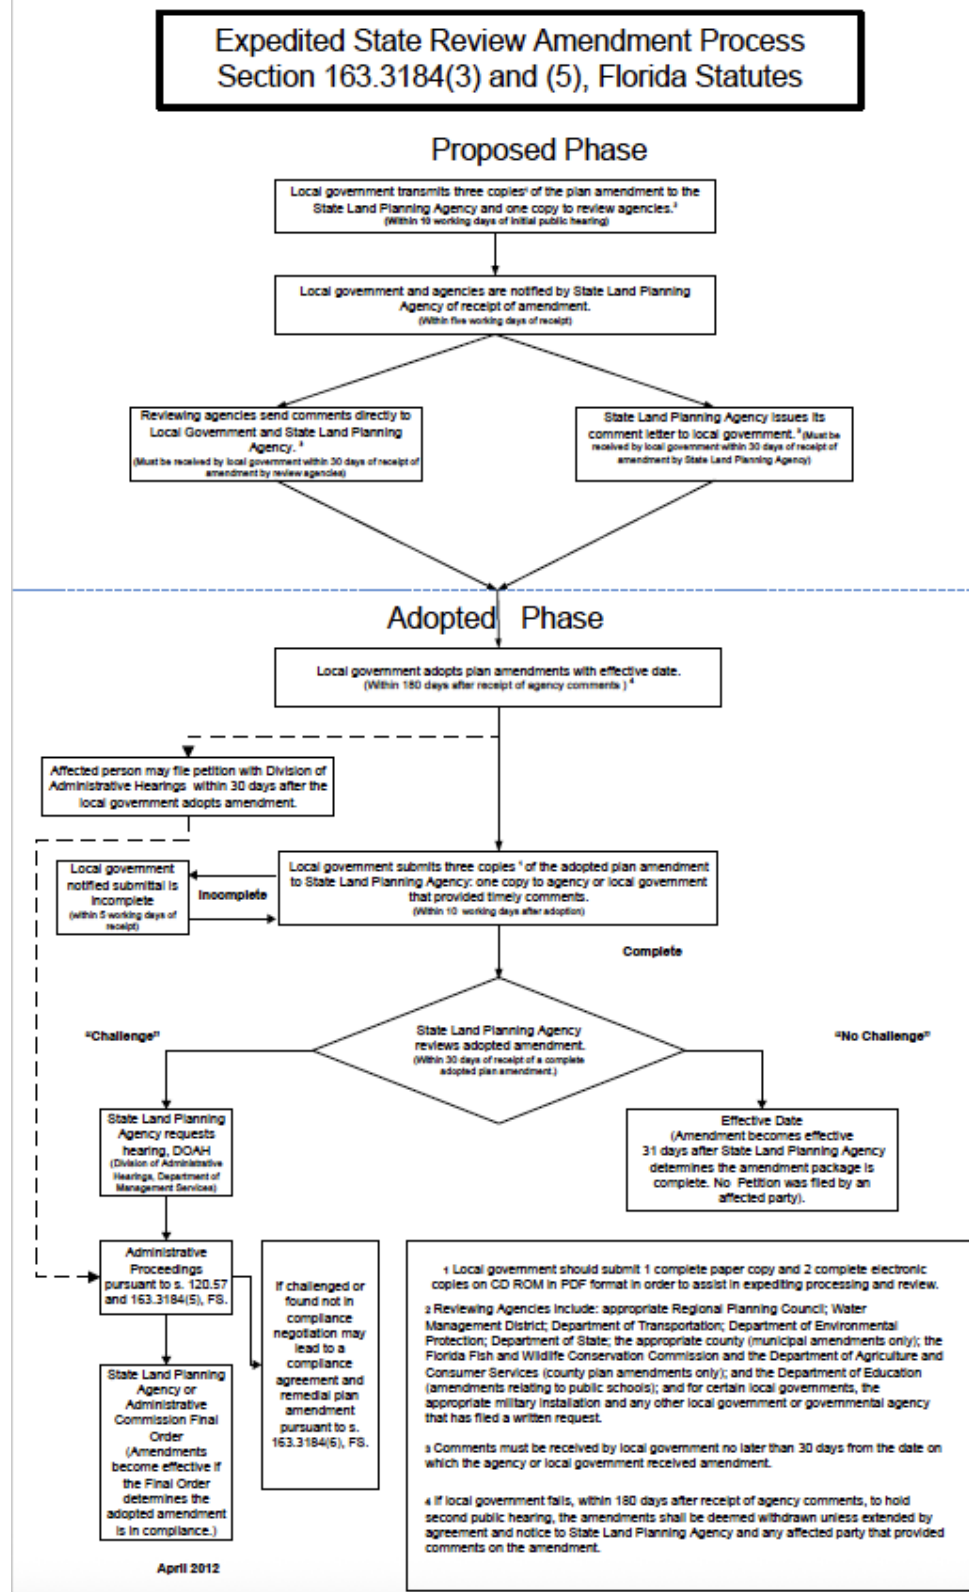 Expedited State Review Amendment Process
Section 163.3184(3) and (5), Florida Statutes
Proposed Phase
Local government transmits three copies¹ of the plan amendment to the
State Land Planning Agency and one copy to review agencies.²
(Within 10 working days of initial public hearing)
Local government and agencies are notified by State Land Planning
Agency of receipt of amendment.
(Within five working days of receipt)
Reviewing agencies send comments directly to
Local Government and State Land Planning
Agency. ³
(Must be received by local government within 30 days of receipt of
amendment by review agencies)
State Land Planning Agency issues its
comment letter to local government. ³ (Must be
received by local government within 30 days of receipt of
amendment by State Land Planning Agency)
Adopted Phase
Local government adopts plan amendments with effective date.
(Within 180 days after receipt of agency comments ) ⁴
Affected person may file petition with Division of
Administrative Hearings within 30 days after the
local government adopts amendment.
Local government
notified submittal is
incomplete
(within 5 working days of
receipt)
Incomplete
Local government submits three copies ¹ of the adopted plan amendment
to State Land Planning Agency: one copy to agency or local government
that provided timely comments.
(Within 10 working days after adoption)
Complete
"Challenge"
State Land Planning Agency
reviews adopted amendment.
(Within 30 days of receipt of a complete
adopted plan amendment.)
"No Challenge"
State Land Planning
Agency requests
hearing, DOAH
(Division of Administrative
Hearings, Department of
Management Services)
Effective Date
(Amendment becomes effective
31 days after State Land Planning Agency
determines the amendment package is
complete. No Petition was filed by an
affected party).
Administrative
Proceedings
pursuant to s. 120.57
and 163.3184(5), FS.
If challenged or
found not in
compliance
negotiation may
lead to a
compliance
agreement and
remedial plan
amendment
pursuant to s.
163.3184(6), FS.
State Land Planning
Agency or
Administrative
Commission Final
Order
(Amendments
become effective if
the Final Order
determines the
adopted amendment
is in compliance.)
1 Local government should submit 1 complete paper copy and 2 complete electronic
copies on CD ROM in PDF format in order to assist in expediting processing and review.
2 Reviewing Agencies include: appropriate Regional Planning Council; Water
Management District; Department of Transportation; Department of Environmental
Protection; Department of State; the appropriate county (municipal amendments only); the
Florida Fish and Wildlife Conservation Commission and the Department of Agriculture and
Consumer Services (county plan amendments only); and the Department of Education
(amendments relating to public schools); and for certain local governments, the
appropriate military installation and any other local government or governmental agency
that has filed a written request.
3 Comments must be received by local government no later than 30 days from the date on
which the agency or local government received amendment.
4 If local government fails, within 180 days after receipt of agency comments, to hold
second public hearing, the amendments shall be deemed withdrawn unless extended by
agreement and notice to State Land Planning Agency and any affected party that provided
comments on the amendment.
April 2012